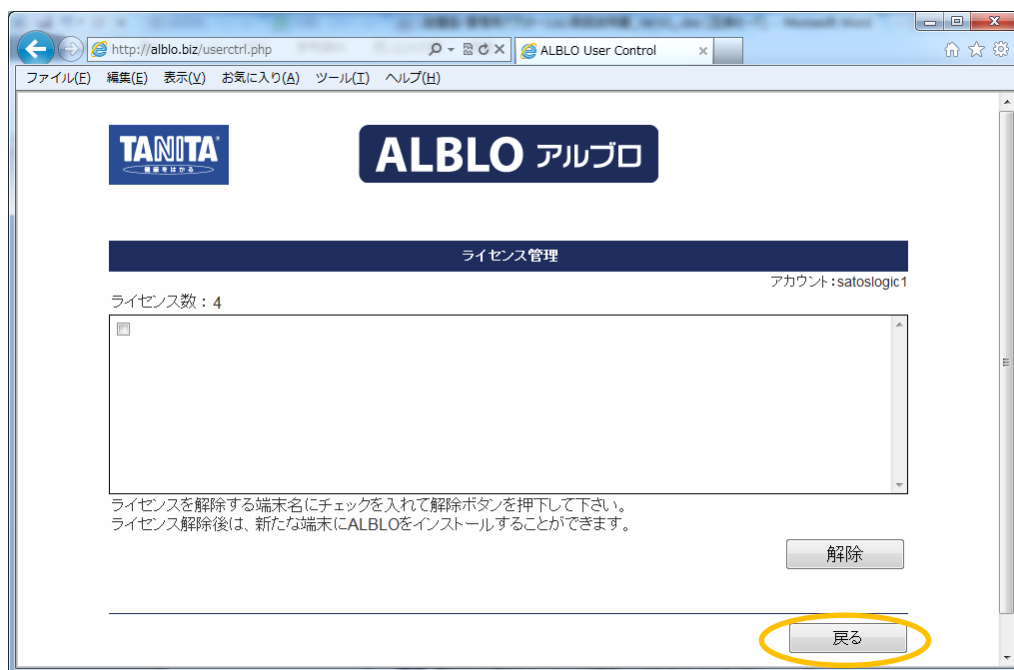 http://alblo.biz/userctrl.php
ALBLO User Control
ファイル(F) 編集(E) 表示(V) お気に入り(A) ツール(T) ヘルプ(H)
TANITA
健康をはかる
ALBLO アルブロ
ライセンス管理
アカウント:satoslogic1
ライセンス数:4
ライセンスを解除する端末名にチェックを入れて解除ボタンを押下して下さい。
ライセンス解除後は、新たな端末にALBLOをインストールすることができます。
解除
戻る